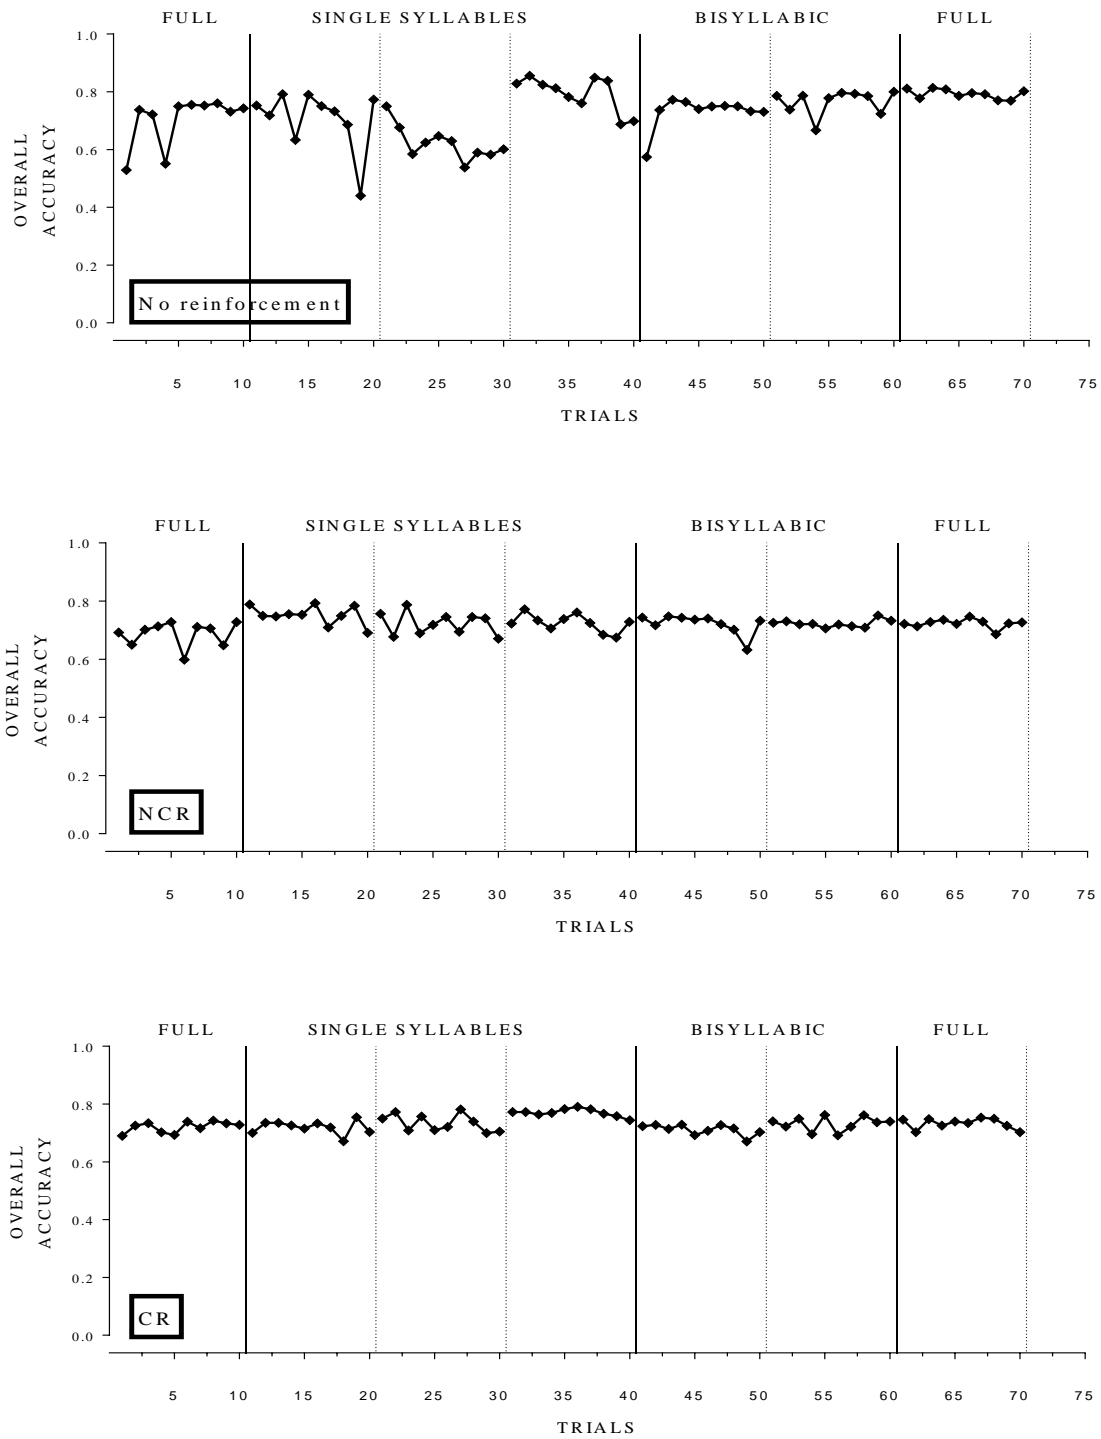 FULL SINGLE SYLLABLES BISYLLABIC FULL
1.0
0.8
0.6
0.4
0.2
0.0
OVERALL
ACCURACY
No reinforcement
5 10 15 20 25 30 35 40 45 50 55 60 65 70 75
TRIALS
FULL SINGLE SYLLABLES BISYLLABIC FULL
1.0
0.8
0.6
0.4
0.2
0.0
OVERALL
ACCURACY
NCR
5 10 15 20 25 30 35 40 45 50 55 60 65 70 75
TRIALS
FULL SINGLE SYLLABLES BISYLLABIC FULL
1.0
0.8
0.6
0.4
0.2
0.0
OVERALL
ACCURACY
CR
5 10 15 20 25 30 35 40 45 50 55 60 65 70 75
TRIALS